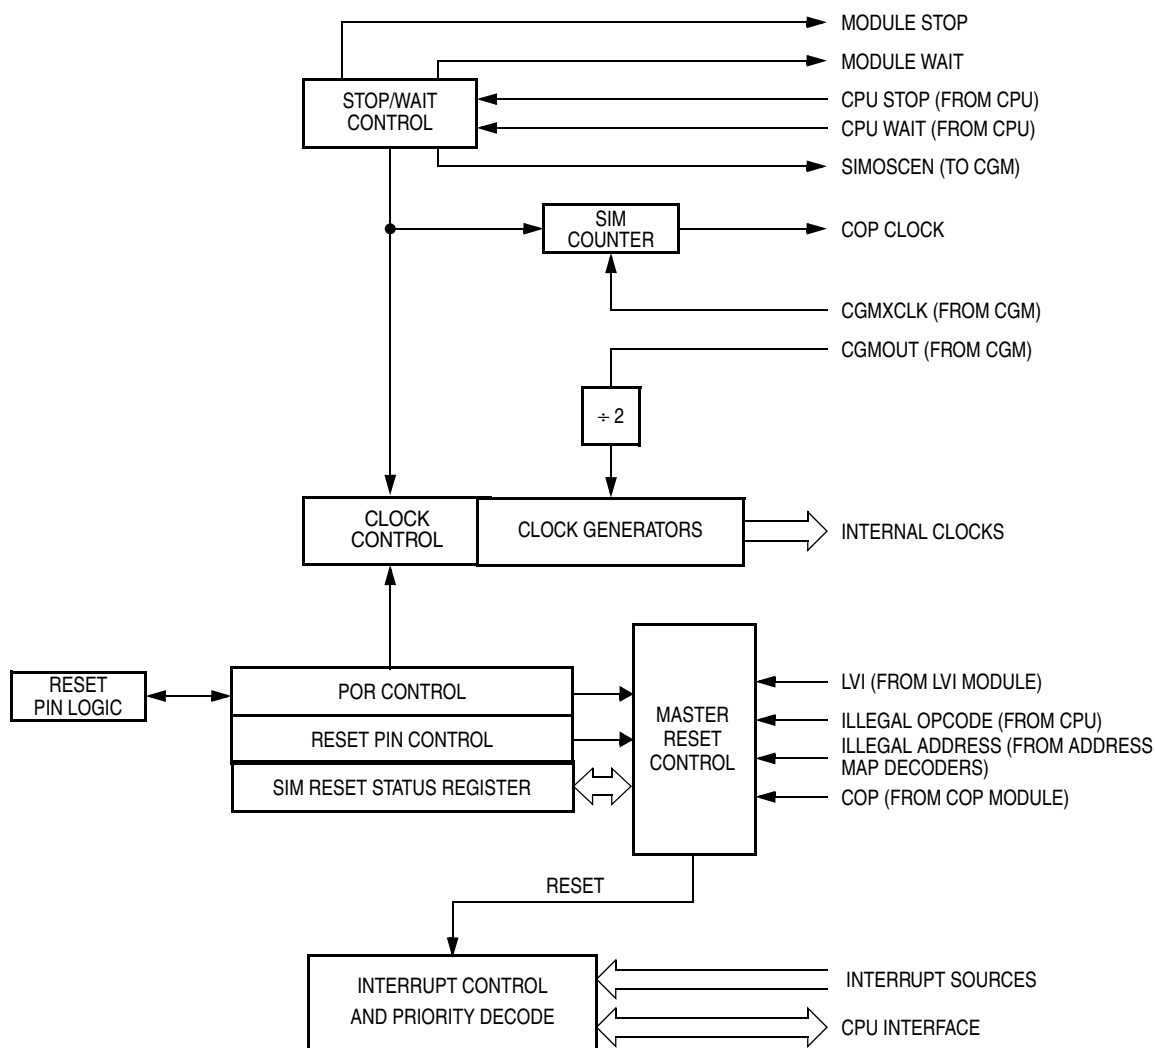 MODULE STOP
MODULE WAIT
STOP/WAIT
CONTROL
CPU STOP (FROM CPU)
CPU WAIT (FROM CPU)
SIMOSCEN (TO CGM)
SIM
COUNTER
COP CLOCK
CGMXCLK (FROM CGM)
CGMOUT (FROM CGM)
÷ 2
CLOCK
CONTROL
CLOCK GENERATORS
INTERNAL CLOCKS
RESET
PIN LOGIC
POR CONTROL
RESET PIN CONTROL
SIM RESET STATUS REGISTER
MASTER
RESET
CONTROL
LVI (FROM LVI MODULE)
ILLEGAL OPCODE (FROM CPU)
ILLEGAL ADDRESS (FROM ADDRESS
MAP DECODERS)
COP (FROM COP MODULE)
RESET
INTERRUPT CONTROL
AND PRIORITY DECODE
INTERRUPT SOURCES
CPU INTERFACE